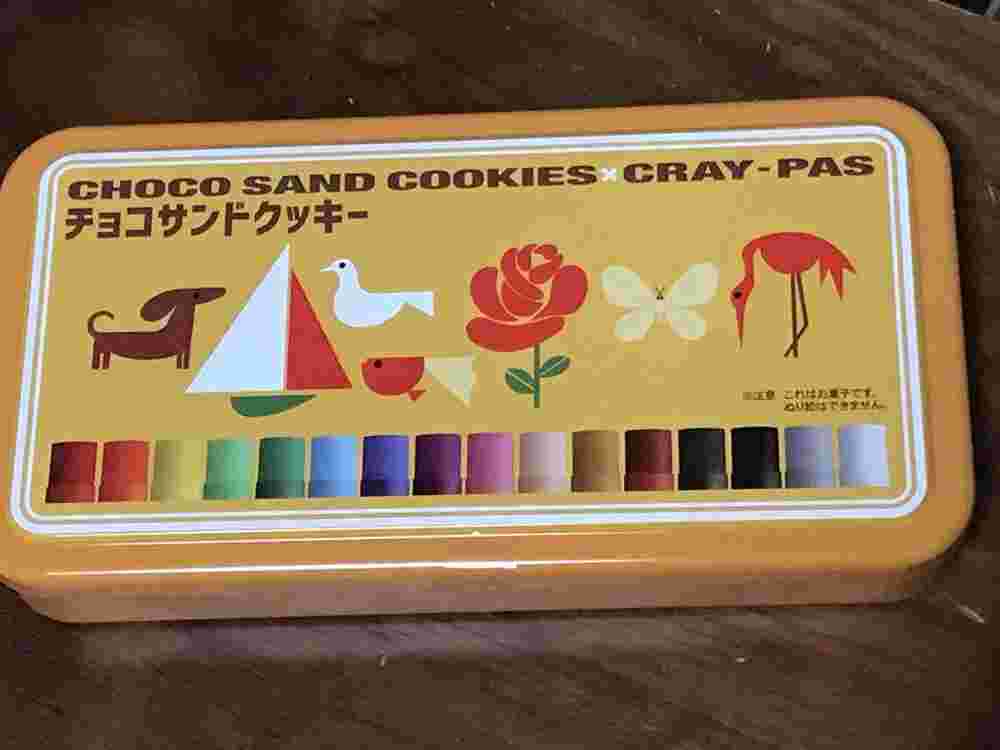 CHOCO SAND COOKIES×CRAY-PAS
チョコサンドクッキー
※注意 これはお菓子です。
ぬり絵はできません。